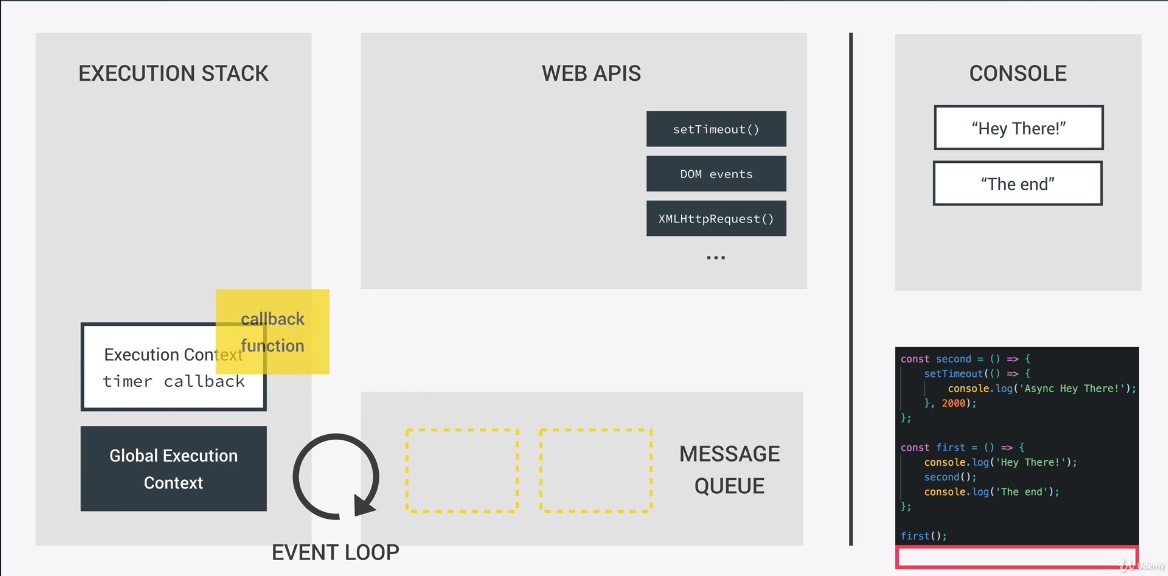 EXECUTION STACK
callback
function
Execution Context
timer callback
Global Execution
Context
EVENT LOOP
WEB APIS
setTimeout()
DOM events
XMLHttpRequest()
...
MESSAGE
QUEUE
CONSOLE
“Hey There!”
“The end”
const second = () => {
    setTimeout(() => {
        console.log('Async Hey There!');
    }, 2000);
};
const first = () => {
    console.log('Hey There!');
    second();
    console.log('The end');
};
first();
Udemy